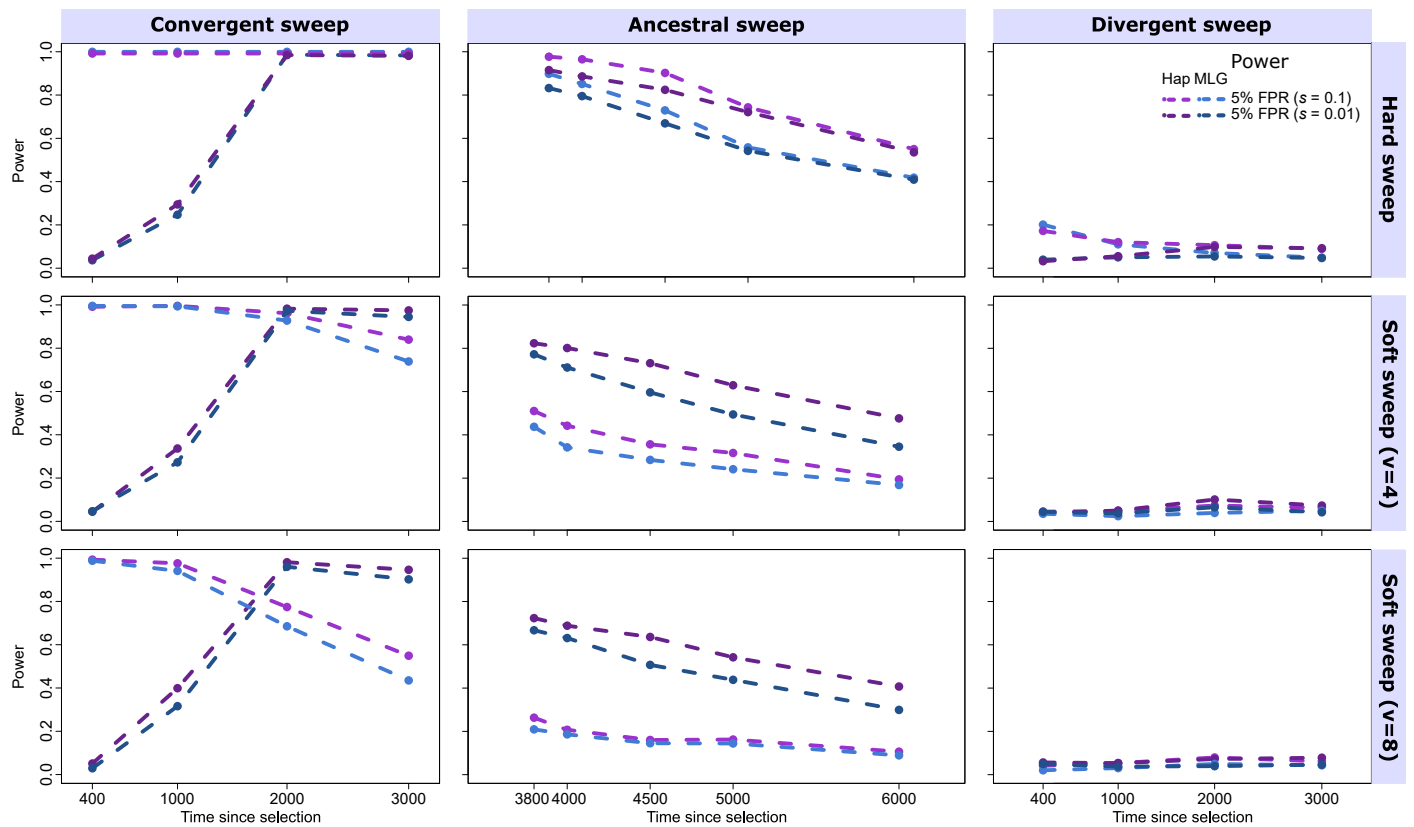 Convergent sweep
Ancestral sweep
Divergent sweep
Power
0.0 0.2 0.4 0.6 0.8 1.0
Power
Hap MLG
5% FPR (s = 0.1)
5% FPR (s = 0.01)
Hard sweep
Power
0.0 0.2 0.4 0.6 0.8 1.0
Soft sweep (v=4)
Power
0.0 0.2 0.4 0.6 0.8 1.0
Soft sweep (v=8)
400 1000 2000 3000
3800 4000 4500 5000 6000
400 1000 2000 3000
Time since selection
Time since selection
Time since selection